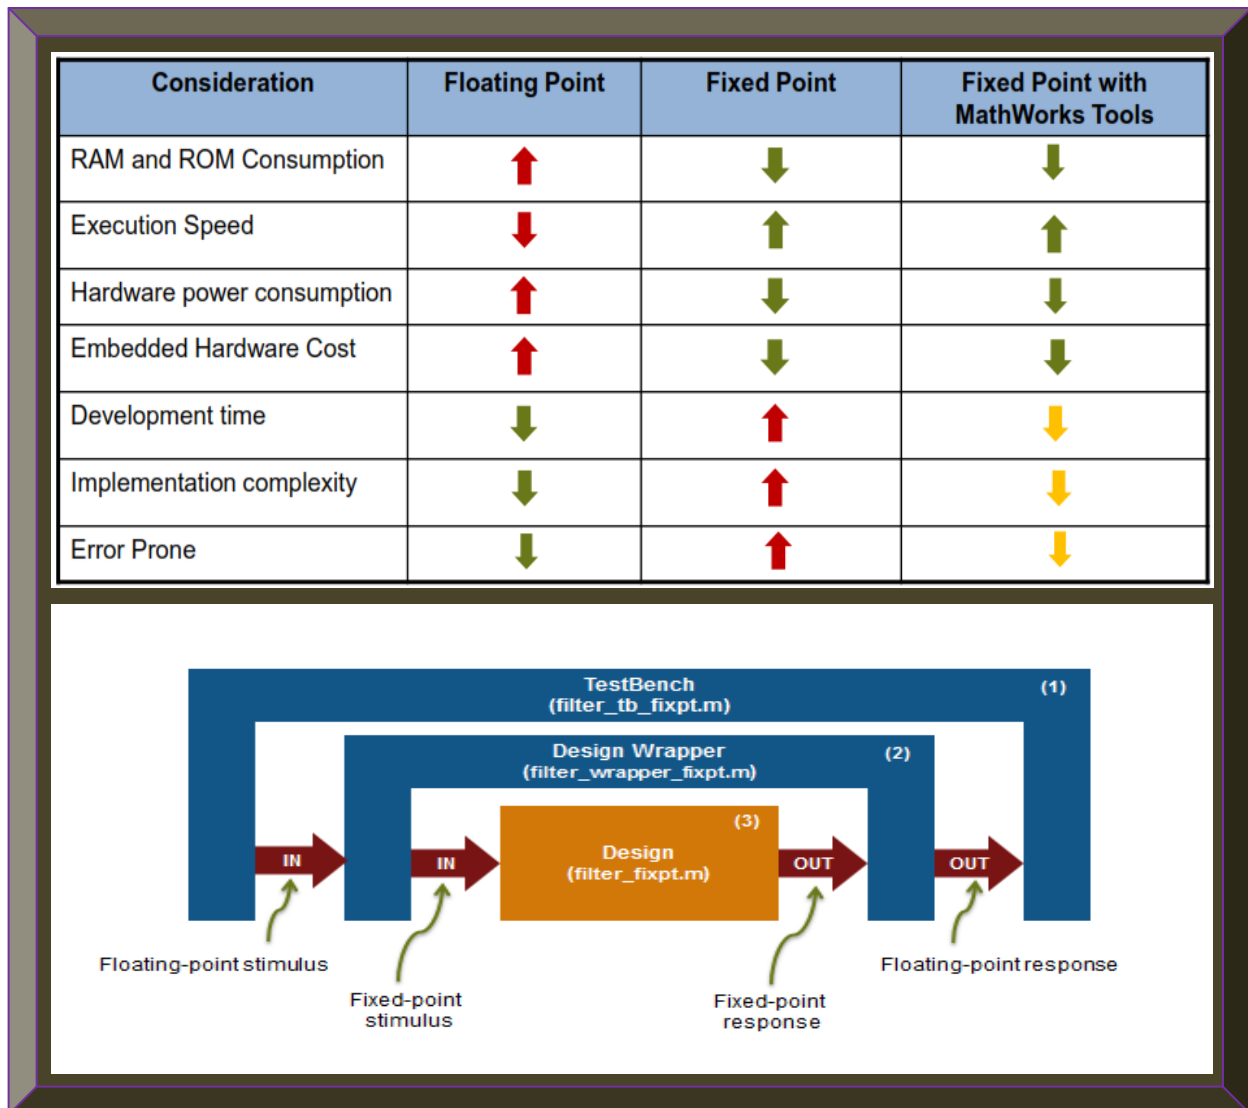 Consideration
Floating Point
Fixed Point
Fixed Point with
MathWorks Tools
RAM and ROM Consumption
Execution Speed
Hardware power consumption
Embedded Hardware Cost
Development time
Implementation complexity
Error Prone
TestBench
(filter_tb_fixpt.m)
(1)
Design Wrapper
(filter_wrapper_fixpt.m)
(2)
Design
(filter_fixpt.m)
(3)
IN
IN
OUT
OUT
Floating-point stimulus
Fixed-point
stimulus
Fixed-point
response
Floating-point response